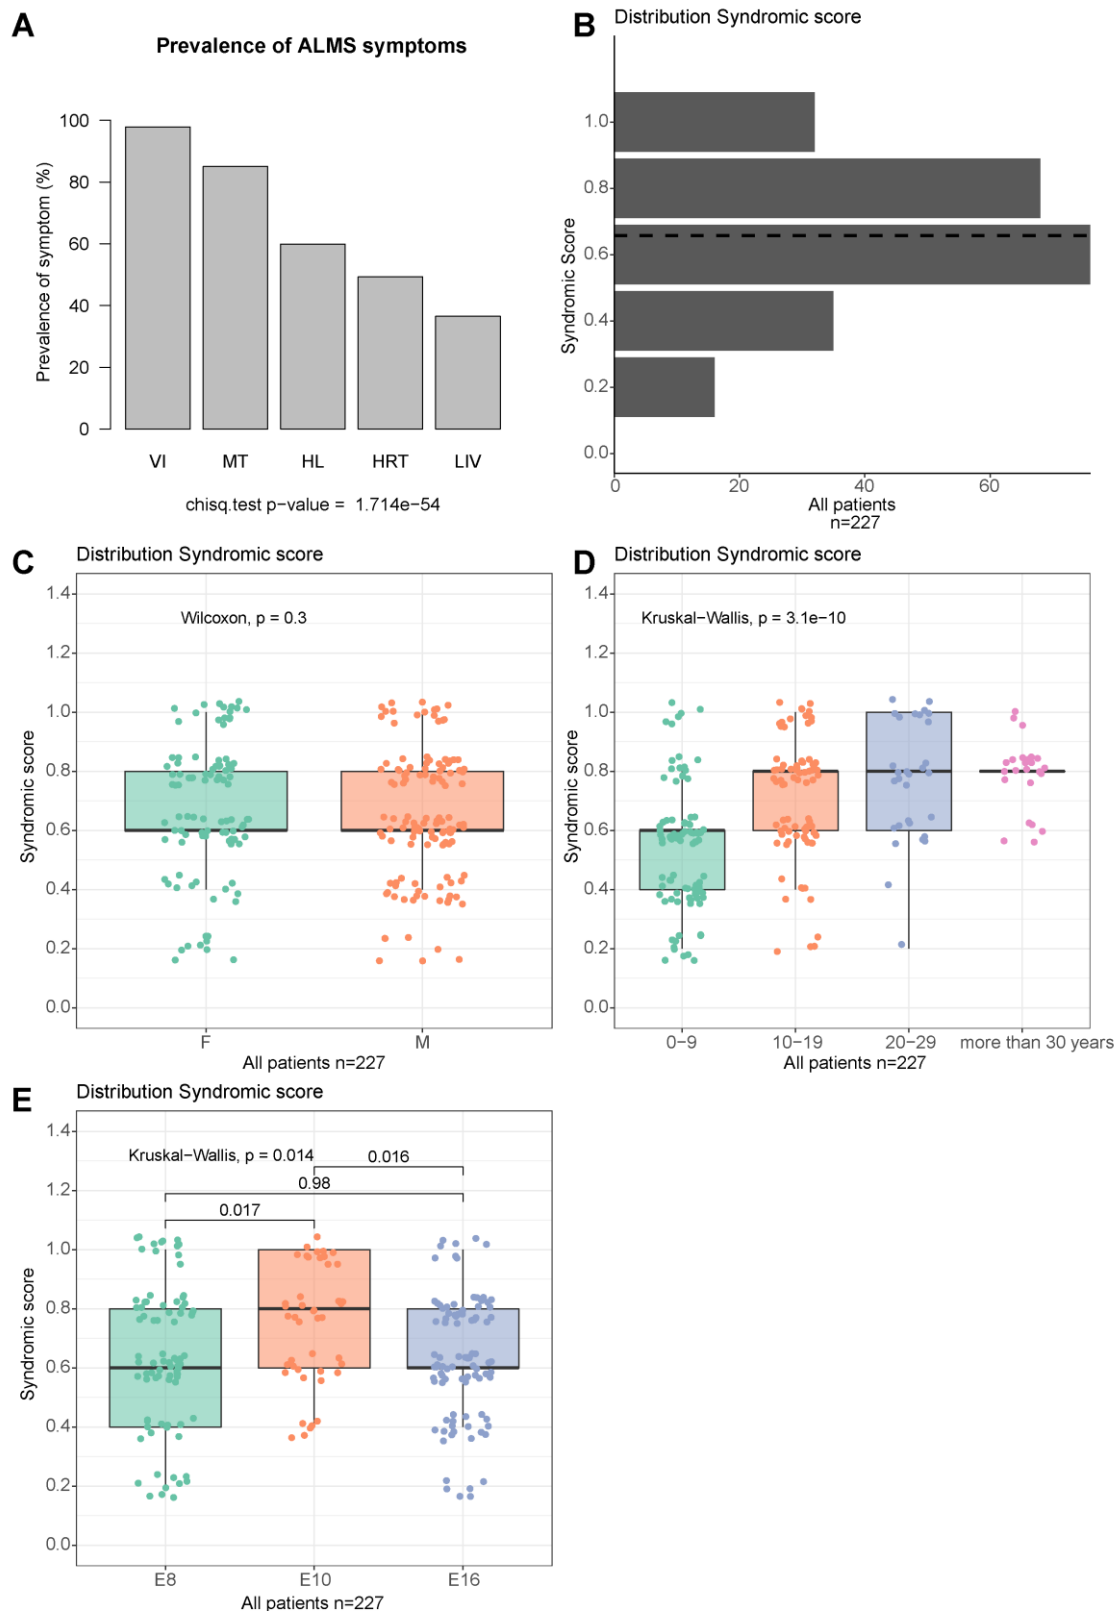 A
Prevalence of ALMS symptoms
Prevalence of symptom (%)
100
80
60
40
20
0
VI MT HL HRT LIV
chisq.test p−value = 1.714e−54
B
Distribution Syndromic score
Syndromic Score
1.0
0.8
0.6
0.4
0.2
0.0
0 20 40 60
All patients
n=227
C
Distribution Syndromic score
Wilcoxon, p = 0.3
Syndromic score
1.4
1.2
1.0
0.8
0.6
0.4
0.2
0.0
F M
All patients n=227
D
Distribution Syndromic score
Kruskal−Wallis, p = 3.1e−10
Syndromic score
1.4
1.2
1.0
0.8
0.6
0.4
0.2
0.0
0−9 10−19 20−29 more than 30 years
All patients n=227
E
Distribution Syndromic score
Kruskal−Wallis, p = 0.014
0.016
0.98
0.017
Syndromic score
1.4
1.2
1.0
0.8
0.6
0.4
0.2
0.0
E8 E10 E16
All patients n=227